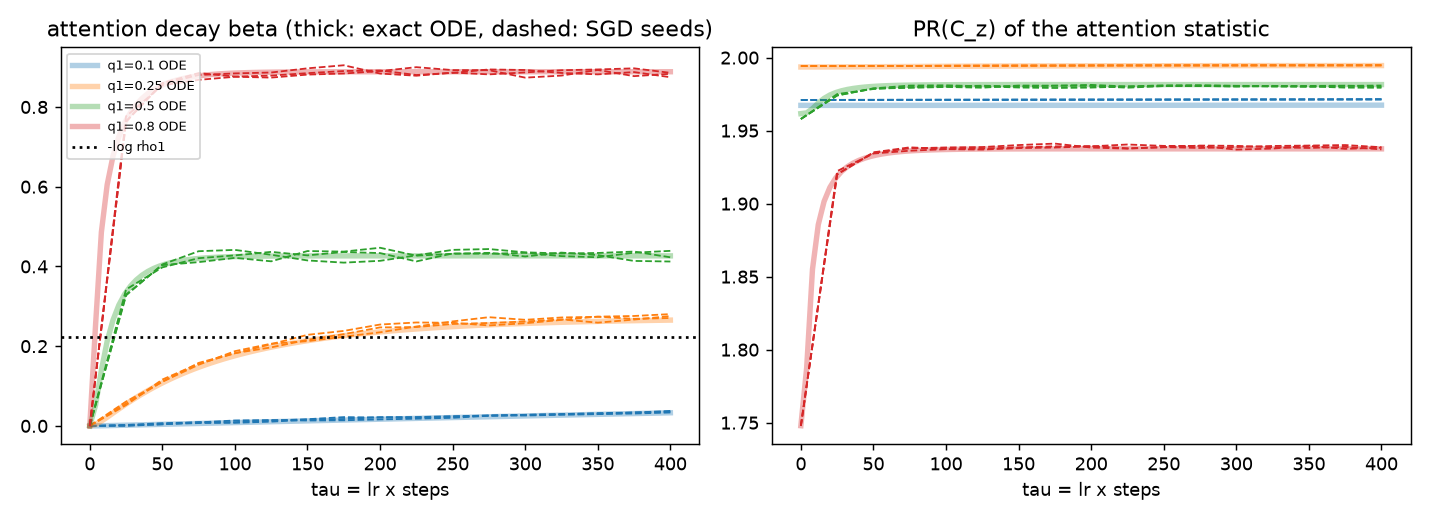 attention decay beta (thick: exact ODE, dashed: SGD seeds)
q1=0.1 ODE
q1=0.25 ODE
q1=0.5 ODE
q1=0.8 ODE
-log rho1
0.8
0.6
0.4
0.2
0.0
0 50 100 150 200 250 300 350 400
tau = lr x steps
PR(C_z) of the attention statistic
2.00
1.95
1.90
1.85
1.80
1.75
0 50 100 150 200 250 300 350 400
tau = lr x steps